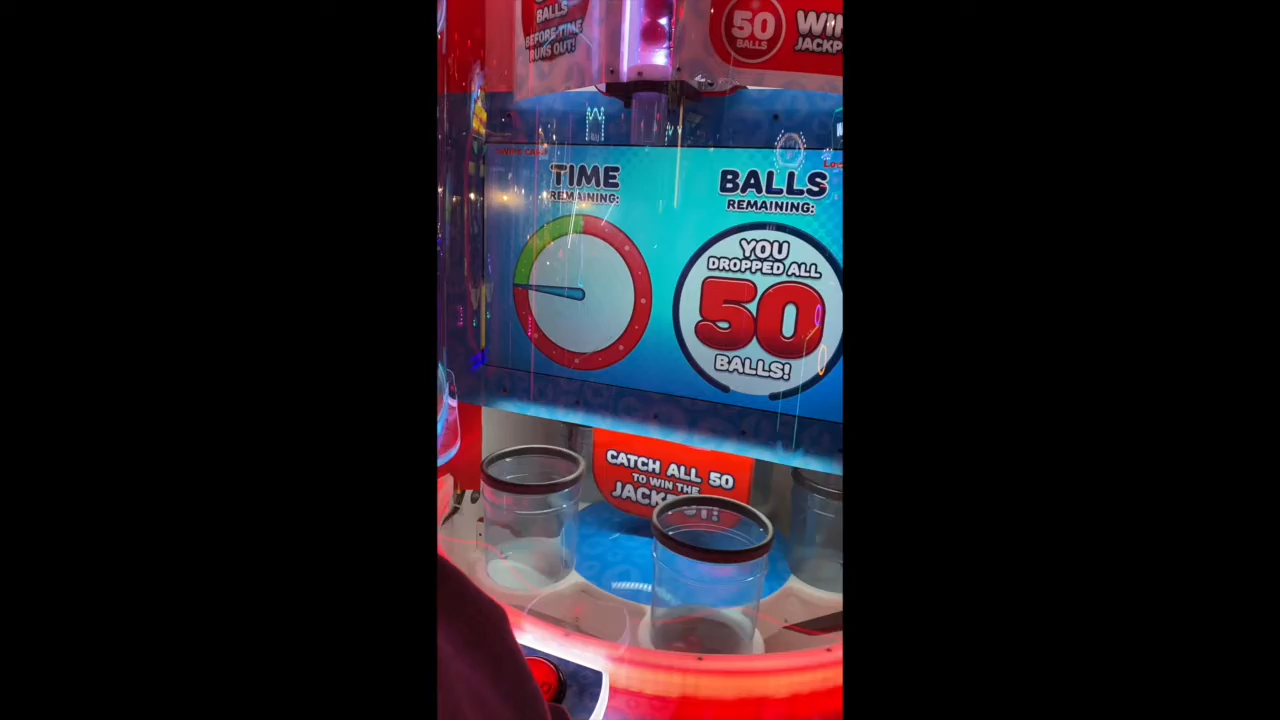 BALLS
BEFORE TIME
RUNS OUT!
50
BALLS
WIN
JACKP
TIME
REMAINING:
BALLS
REMAINING:
YOU
DROPPED ALL
50
BALLS!
CATCH ALL 50
TO WIN THE
JACKPOT!